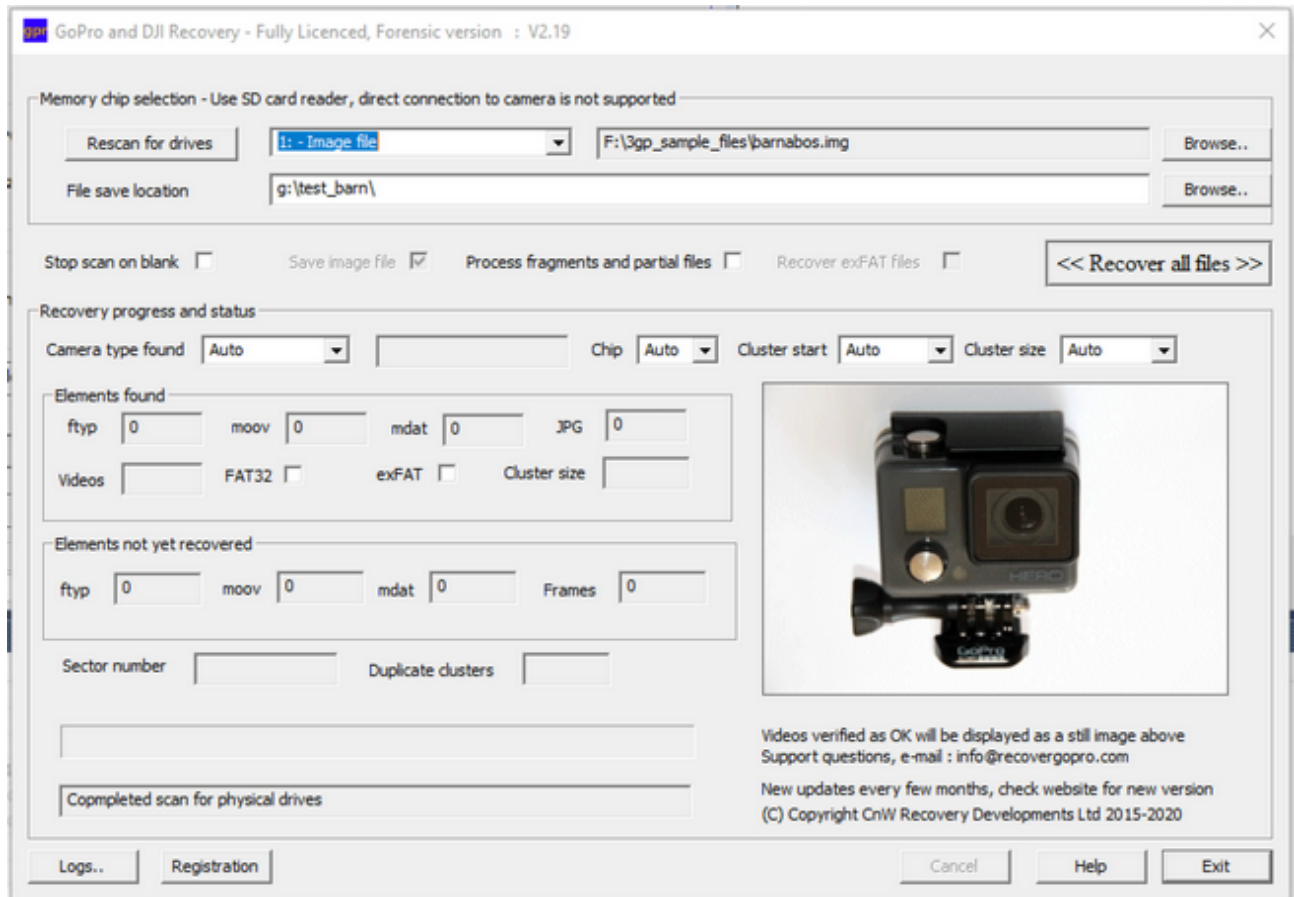 gpr GoPro and DJI Recovery - Fully Licenced, Forensic version : V2.19
Memory chip selection - Use SD card reader, direct connection to camera is not supported
Rescan for drives 1: - Image file F:\3gp_sample_files\barnabos.img Browse..
File save location g:\test_barn\ Browse..
Stop scan on blank Save image file Process fragments and partial files Recover exFAT files << Recover all files >>
Recovery progress and status
Camera type found Auto Chip Auto Cluster start Auto Cluster size Auto
Elements found
ftyp 0 moov 0 mdat 0 JPG 0
Videos FAT32 exFAT Cluster size
HERO
Elements not yet recovered
ftyp 0 moov 0 mdat 0 Frames 0
GoPro
Sector number Duplicate clusters
Videos verified as OK will be displayed as a still image above
Support questions, e-mail : info@recovergopro.com
New updates every few months, check website for new version
Copmpleted scan for physical drives
(C) Copyright CnW Recovery Developments Ltd 2015-2020
Logs.. Registration Cancel Help Exit